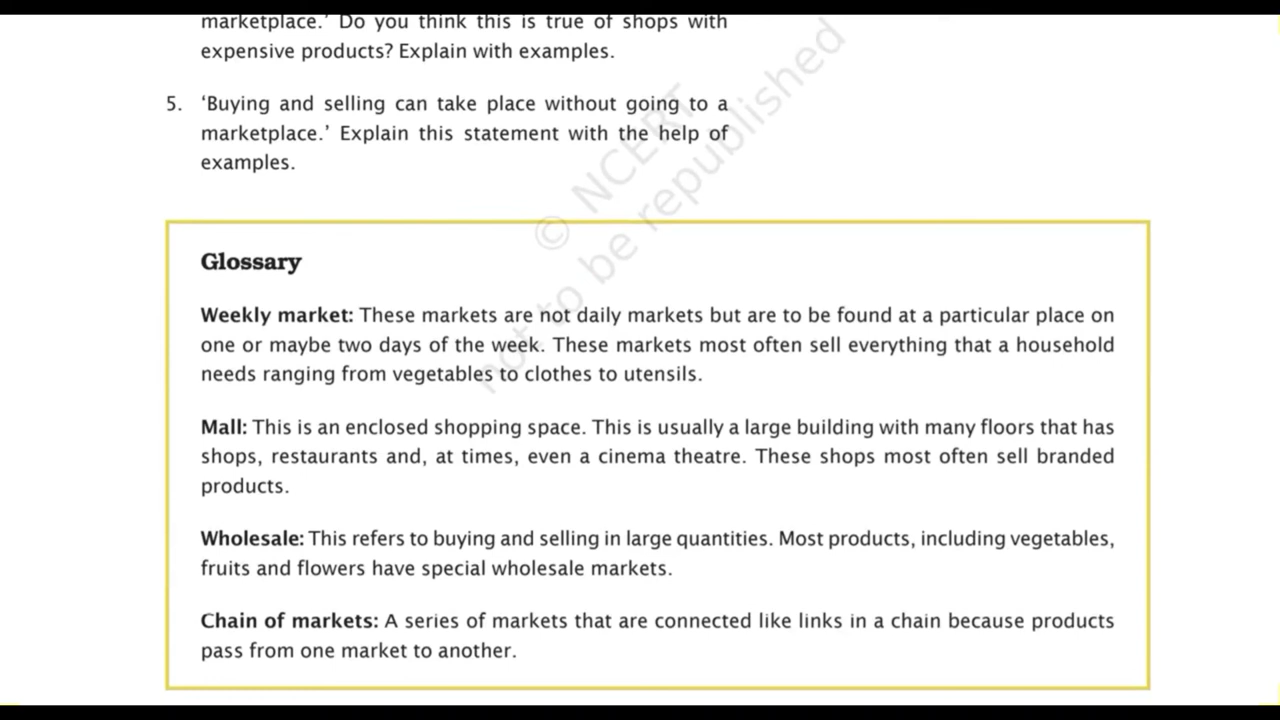 marketplace.’ Do you think this is true of shops with
expensive products? Explain with examples.
5. ‘Buying and selling can take place without going to a
marketplace.’ Explain this statement with the help of
examples.
© NCERT
not to be republished
Glossary
Weekly market: These markets are not daily markets but are to be found at a particular place on
one or maybe two days of the week. These markets most often sell everything that a household
needs ranging from vegetables to clothes to utensils.
Mall: This is an enclosed shopping space. This is usually a large building with many floors that has
shops, restaurants and, at times, even a cinema theatre. These shops most often sell branded
products.
Wholesale: This refers to buying and selling in large quantities. Most products, including vegetables,
fruits and flowers have special wholesale markets.
Chain of markets: A series of markets that are connected like links in a chain because products
pass from one market to another.